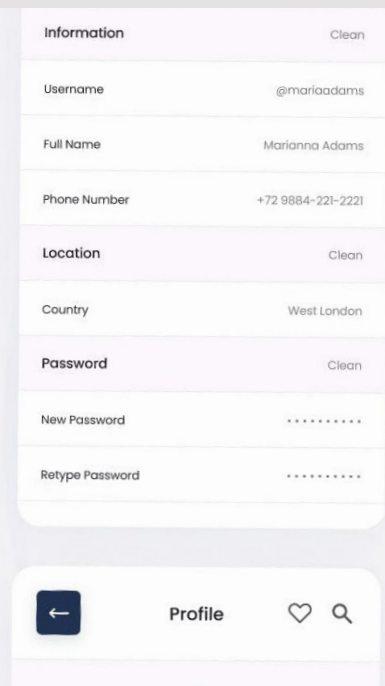 Information Clean
Username @mariaadams
Full Name Marianna Adams
Phone Number +72 9884-221-2221
Location Clean
Country West London
Password Clean
New Password ••••••••••
Retype Password ••••••••••
Profile